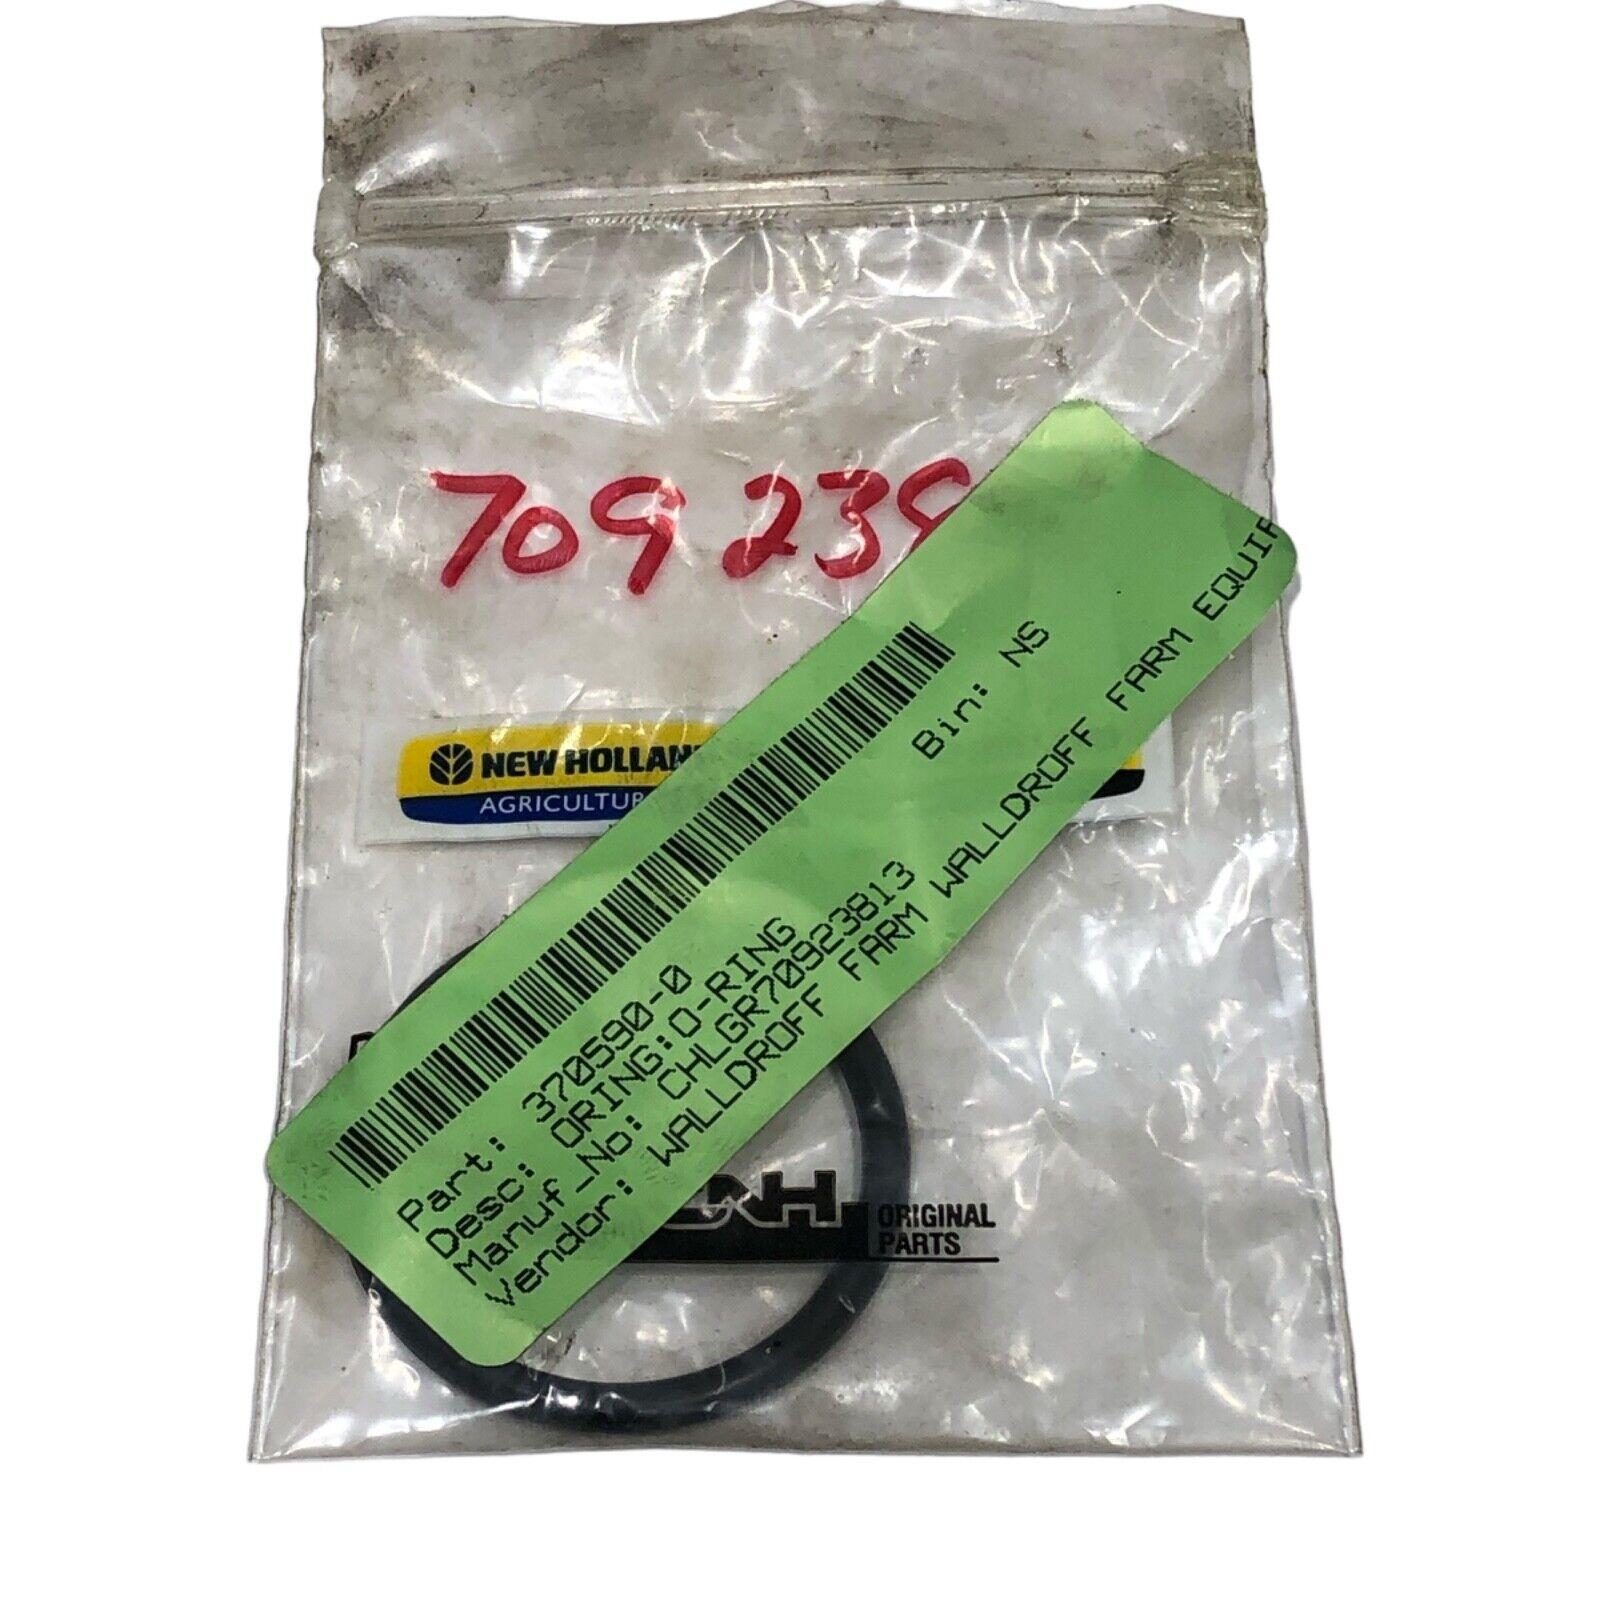 709 238
NEW HOLLAN
AGRICULTUR
Bin: NS
Part: 370590-0
Desc: ORING:O-RING
Manuf_No: CHLGR70923813
Vendor: WALLDROFF FARM WALLDROFF FARM EQUIP
CNH
ORIGINAL
PARTS